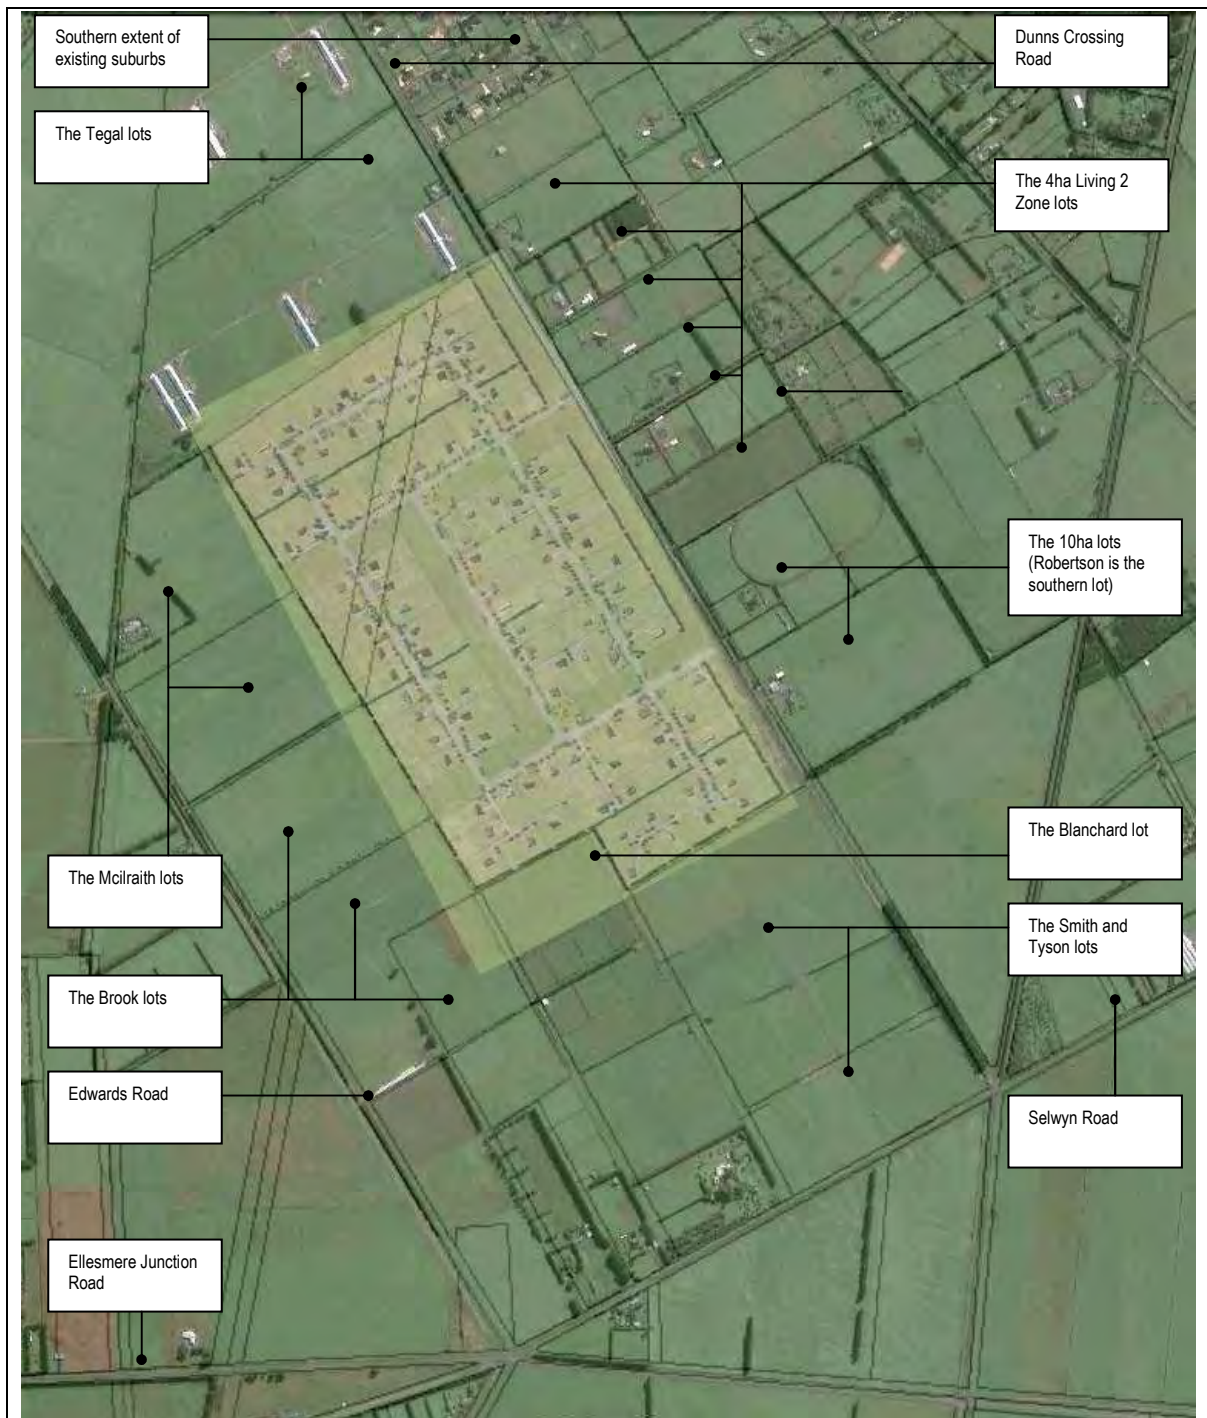 Southern extent of
existing suburbs
Dunns Crossing
Road
The Tegal lots
The 4ha Living 2
Zone lots
The 10ha lots
(Robertson is the
southern lot)
The Blanchard lot
The Mcilraith lots
The Smith and
Tyson lots
The Brook lots
Edwards Road
Selwyn Road
Ellesmere Junction
Road